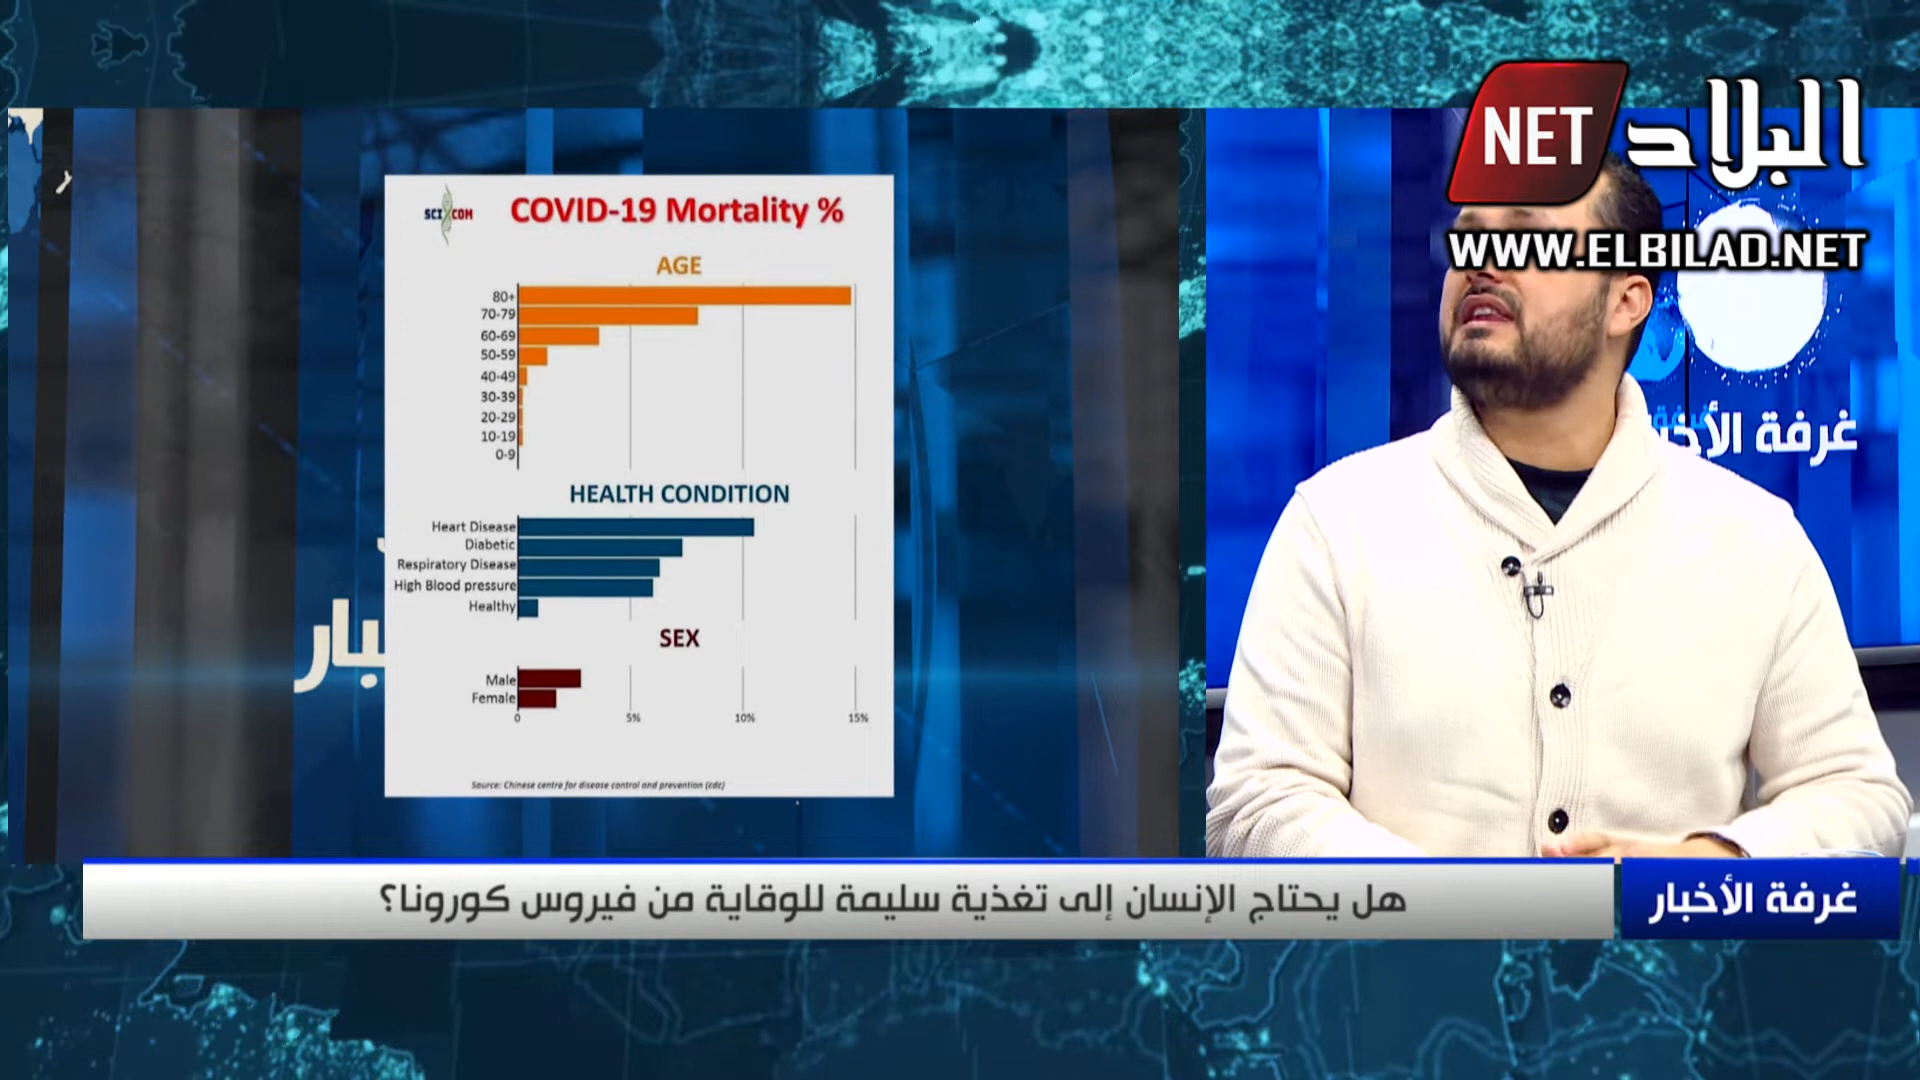 NET البلاد
WWW.ELBILAD.NET
SCI COM
COVID-19 Mortality %
AGE
80+
70-79
60-69
50-59
40-49
30-39
20-29
10-19
0-9
HEALTH CONDITION
Heart Disease
Diabetic
Respiratory Disease
High Blood pressure
Healthy
SEX
Male
Female
0 5% 10% 15%
Source: Chinese centre for disease control and prevention (cdc)
غرفة الأخبار
هل يحتاج الإنسان إلى تغذية سليمة للوقاية من فيروس كورونا؟
غرفة الأخبار